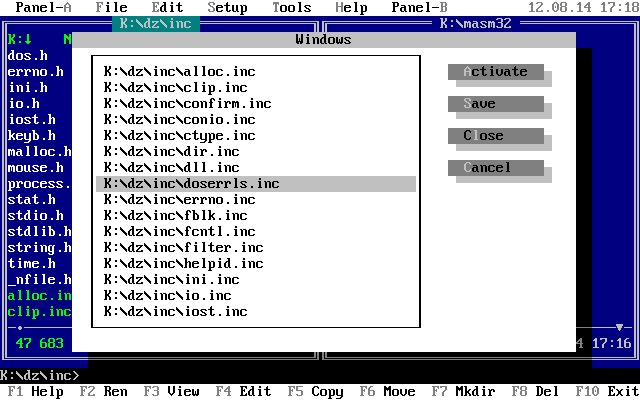 Panel-A File Edit Setup Tools Help Panel-B 12.08.14 17:18
K:\dz\inc K:\masm32
K:↓ N Windows
dos.h
errno.h K:\dz\inc\alloc.inc Activate
ini.h K:\dz\inc\clip.inc
io.h K:\dz\inc\confirm.inc Save
iost.h K:\dz\inc\conio.inc
keyb.h K:\dz\inc\ctype.inc Close
malloc.h K:\dz\inc\dir.inc
mouse.h K:\dz\inc\dll.inc Cancel
process. K:\dz\inc\doserrls.inc
stat.h K:\dz\inc\errno.inc
stdio.h K:\dz\inc\fblk.inc
stdlib.h K:\dz\inc\fcntl.inc
string.h K:\dz\inc\filter.inc
time.h K:\dz\inc\helpid.inc
_nfile.h K:\dz\inc\ini.inc
alloc.in K:\dz\inc\io.inc
clip.inc K:\dz\inc\iost.inc
47 683 4 17:16
K:\dz\inc>
F1 Help F2 Ren F3 View F4 Edit F5 Copy F6 Move F7 Mkdir F8 Del F10 Exit